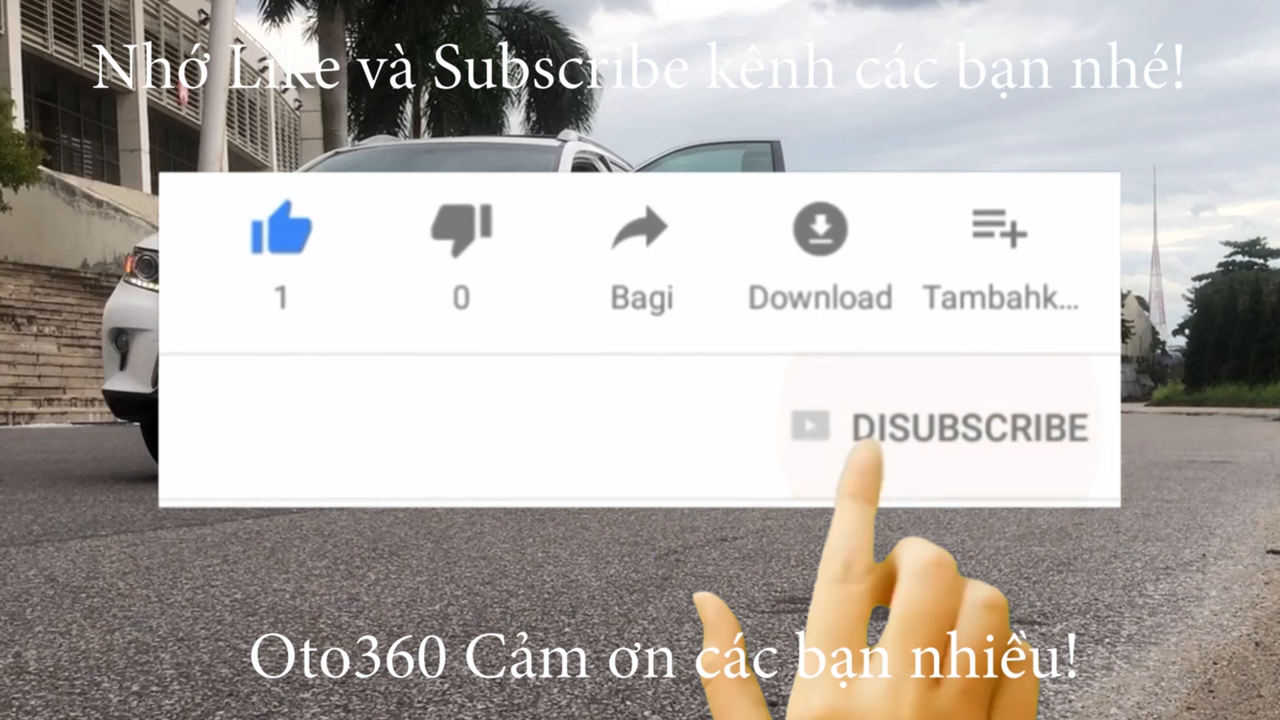 Nhớ Like và Subscribe kênh các bạn nhé!
1 0 Bagi Download Tambahk...
DISUBSCRIBE
Oto360 Cảm ơn các bạn nhiều!